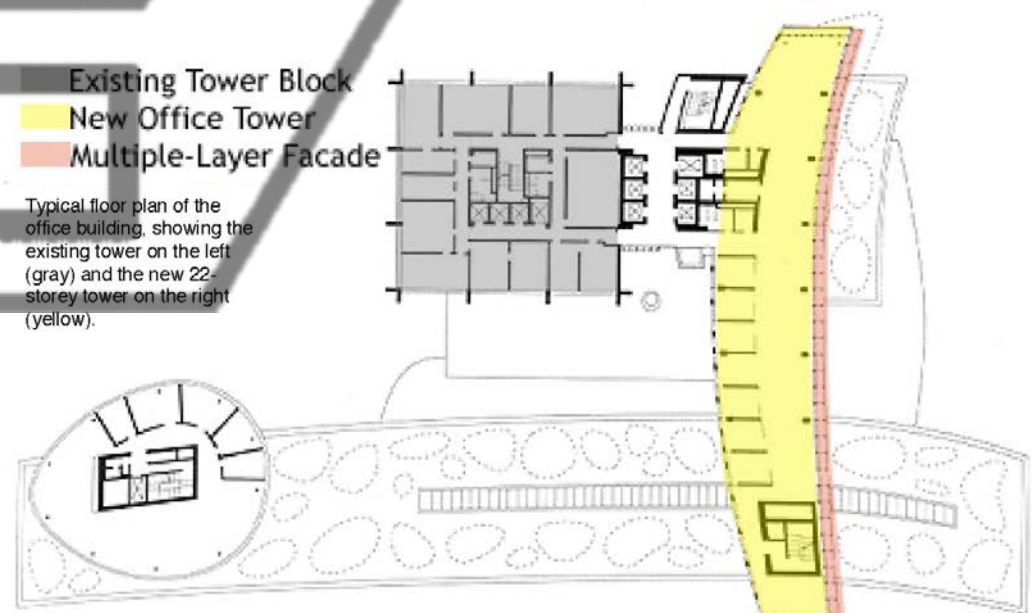 Existing Tower Block
New Office Tower
Multiple-Layer Facade
Typical floor plan of the
office building, showing the
existing tower on the left
(gray) and the new 22-
storey tower on the right
(yellow).